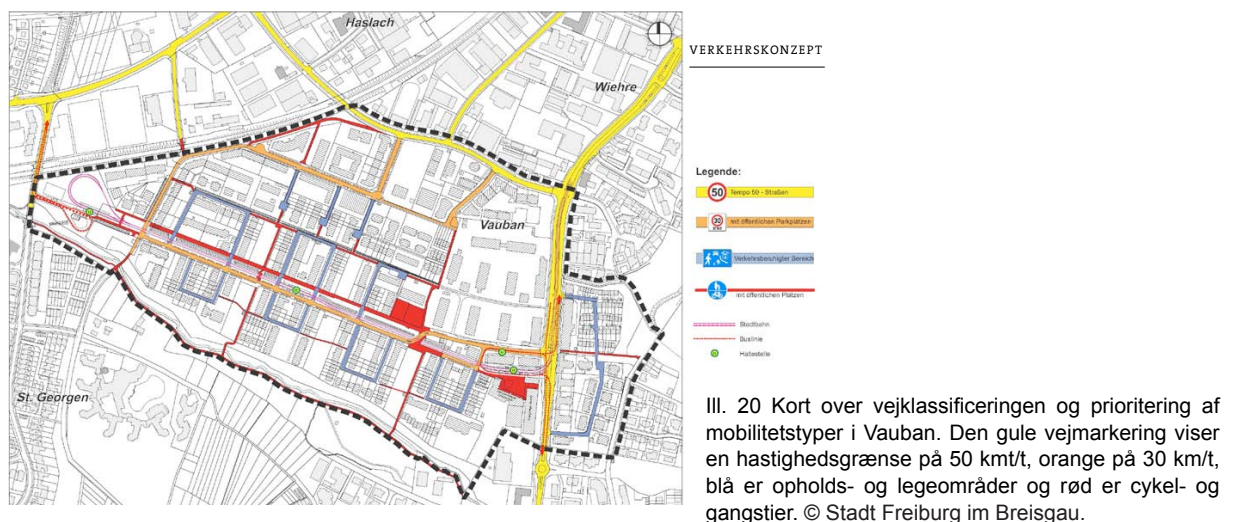 Haslach
VERKEHRSKONZEPT
Wiehre
Vauban
St. Georgen
Legende:
50 Tempo 50 - Straßen
30 mit öffentlichen Parkplätzen
Verkehrsberuhigter Bereich
mit öffentlichen Plätzen
Stadtbahn
Buslinie
Haltestelle
Ill. 20 Kort over vejklassificeringen og prioritering af
mobilitetstyper i Vauban. Den gule vejmarkering viser
en hastighedsgrænse på 50 kmt/t, orange på 30 km/t,
blå er opholds- og legeområder og rød er cykel- og
gangstier. © Stadt Freiburg im Breisgau.